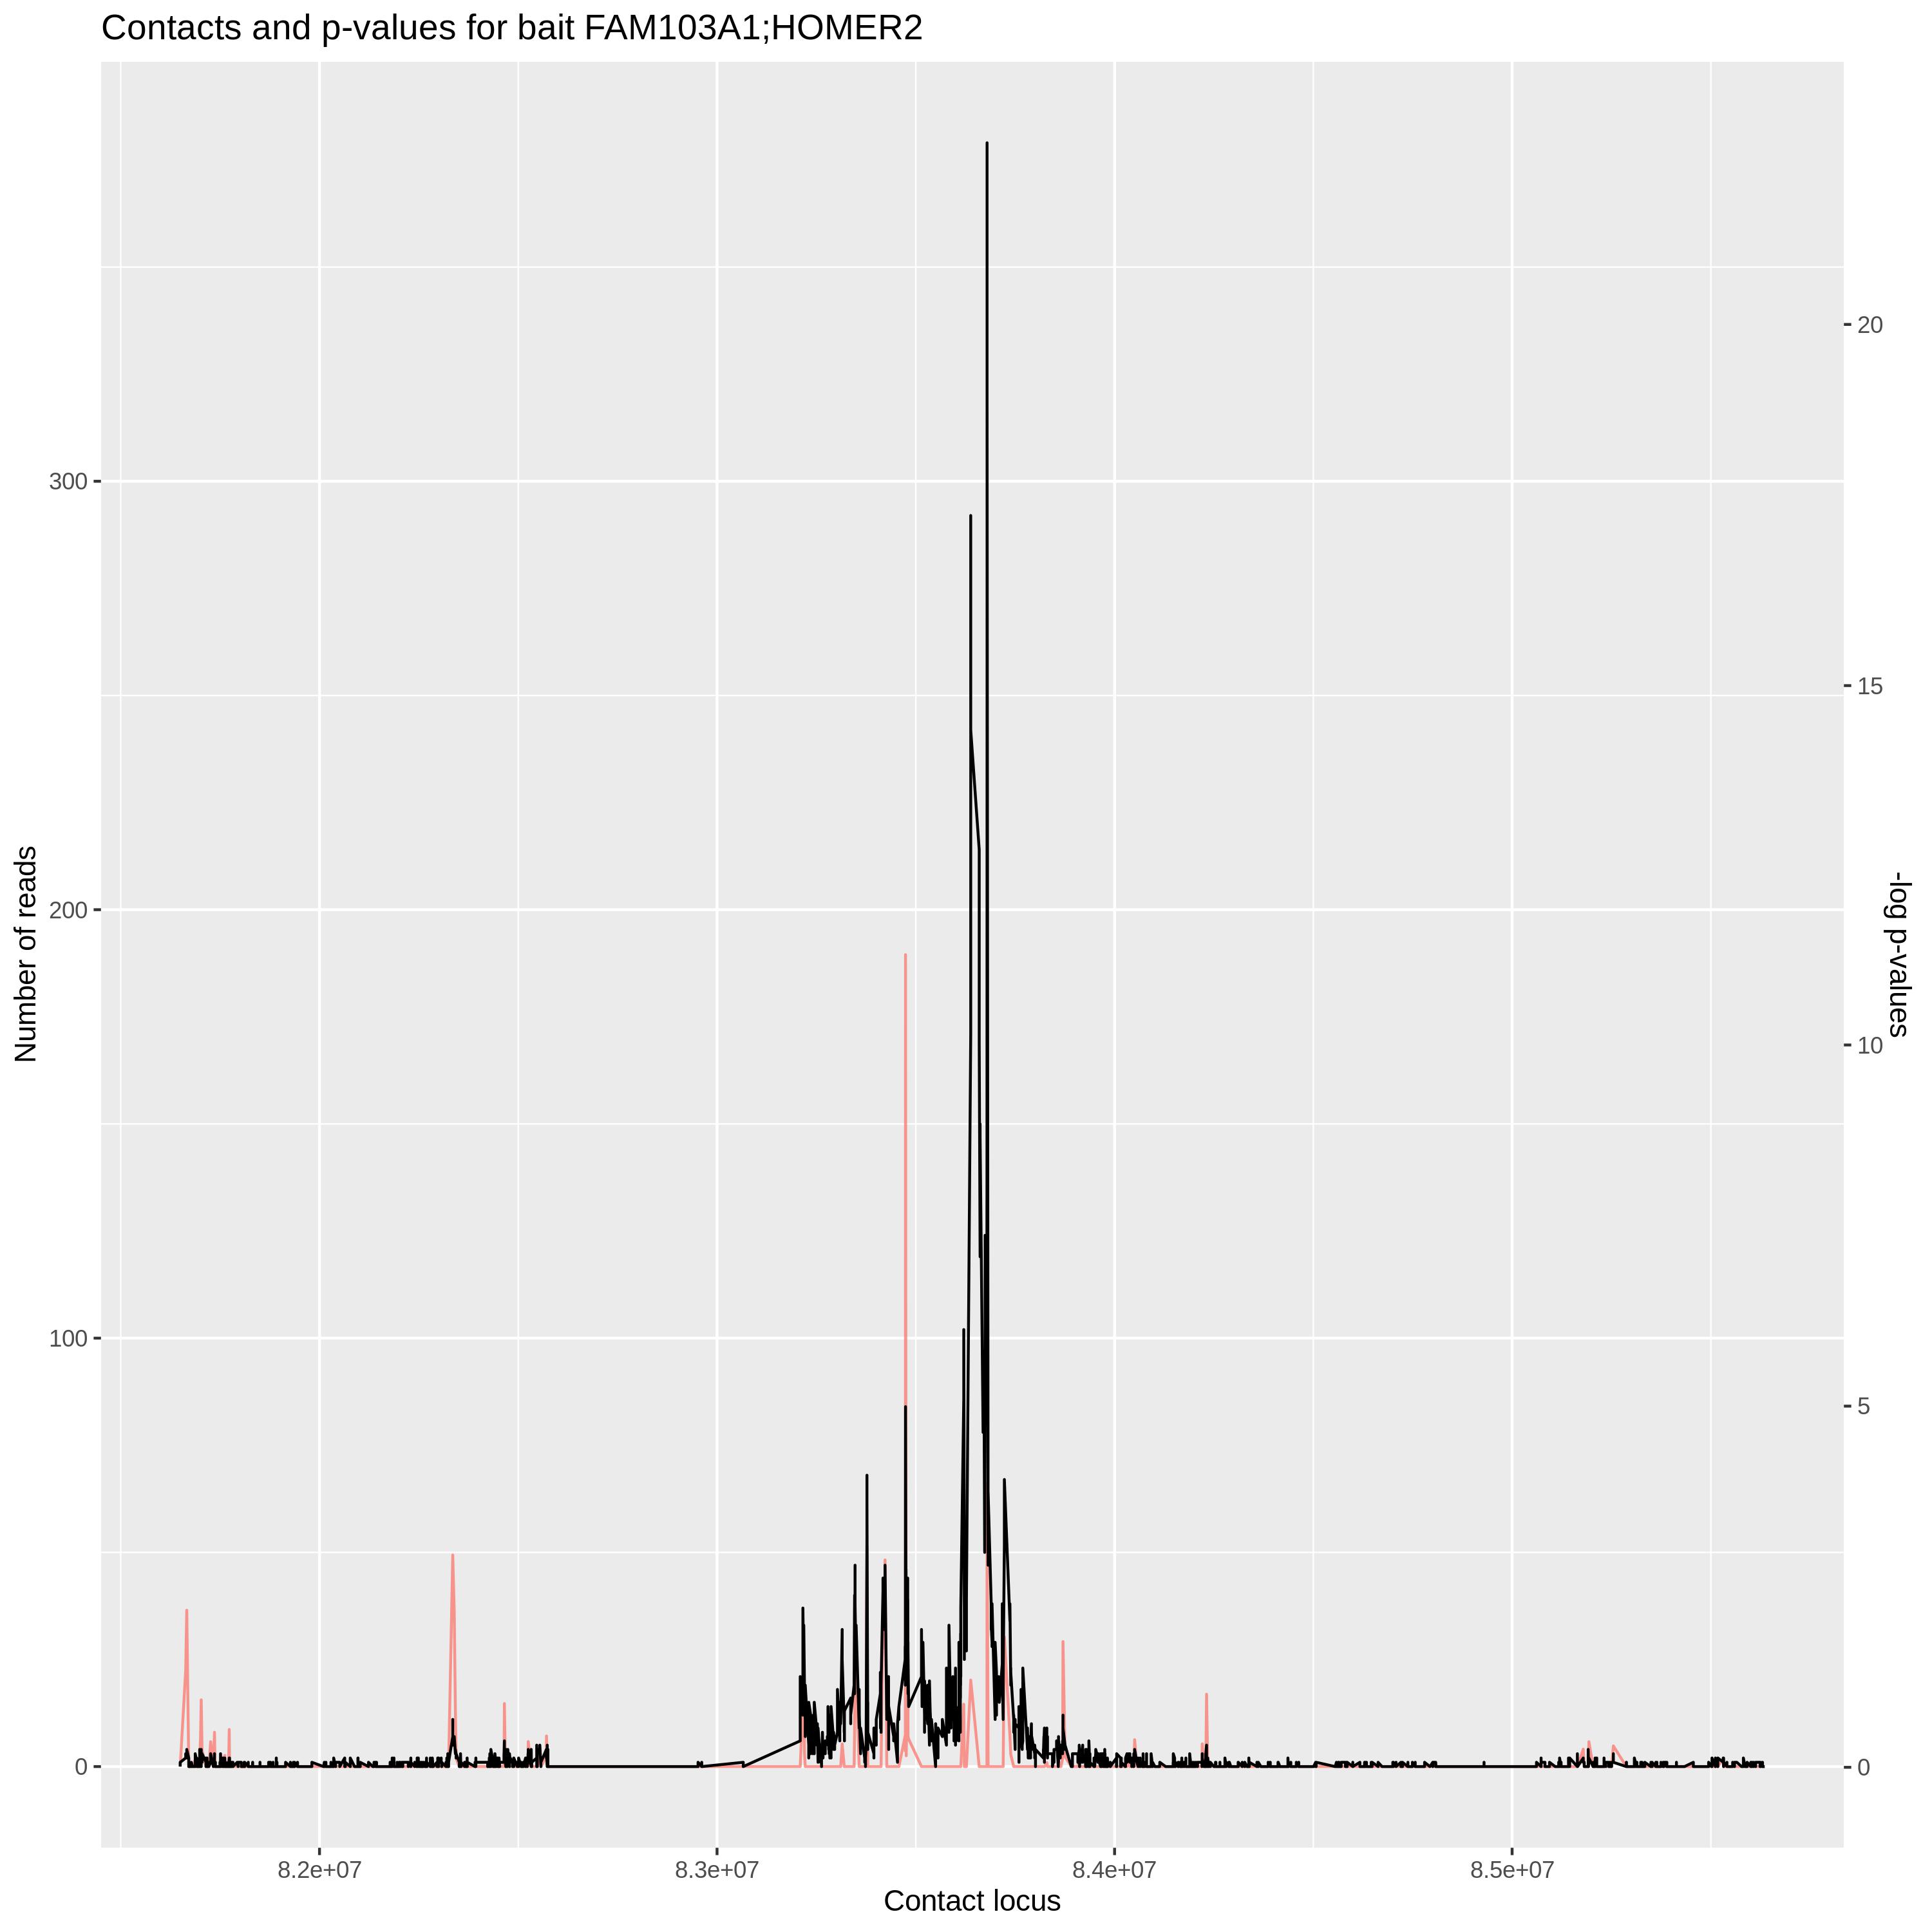 Contacts and p-values for bait FAM103A1;HOMER2
Number of reads
300
200
100
0
20
15
10
5
0
-log p-values
8.2e+07
8.3e+07
8.4e+07
8.5e+07
Contact locus